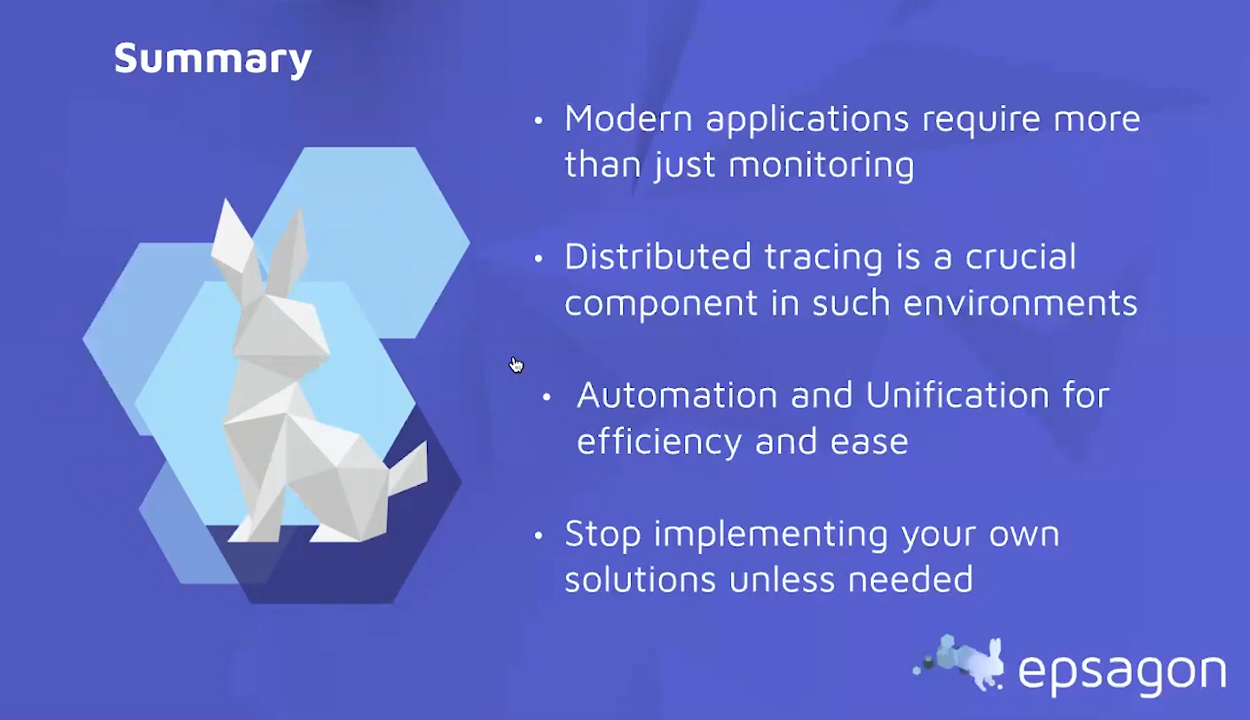 Summary
• Modern applications require more
than just monitoring
• Distributed tracing is a crucial
component in such environments
• Automation and Unification for
efficiency and ease
• Stop implementing your own
solutions unless needed
epsagon